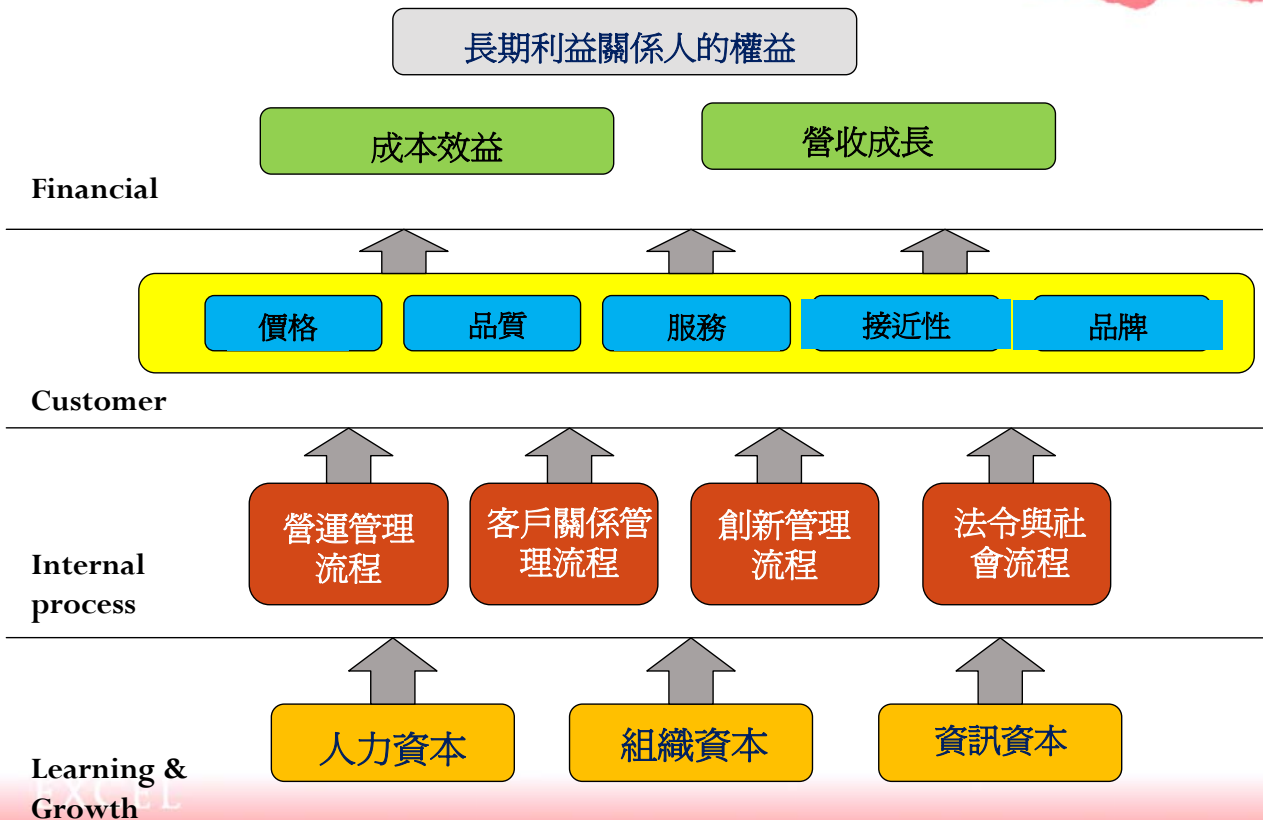 長期利益關係人的權益
成本效益
營收成長
Financial
價格
品質
服務
接近性
品牌
Customer
營運管理
流程
客戶關係管
理流程
創新管理
流程
法令與社
會流程
Internal
process
人力資本
組織資本
資訊資本
Learning &
Growth
EXCEL